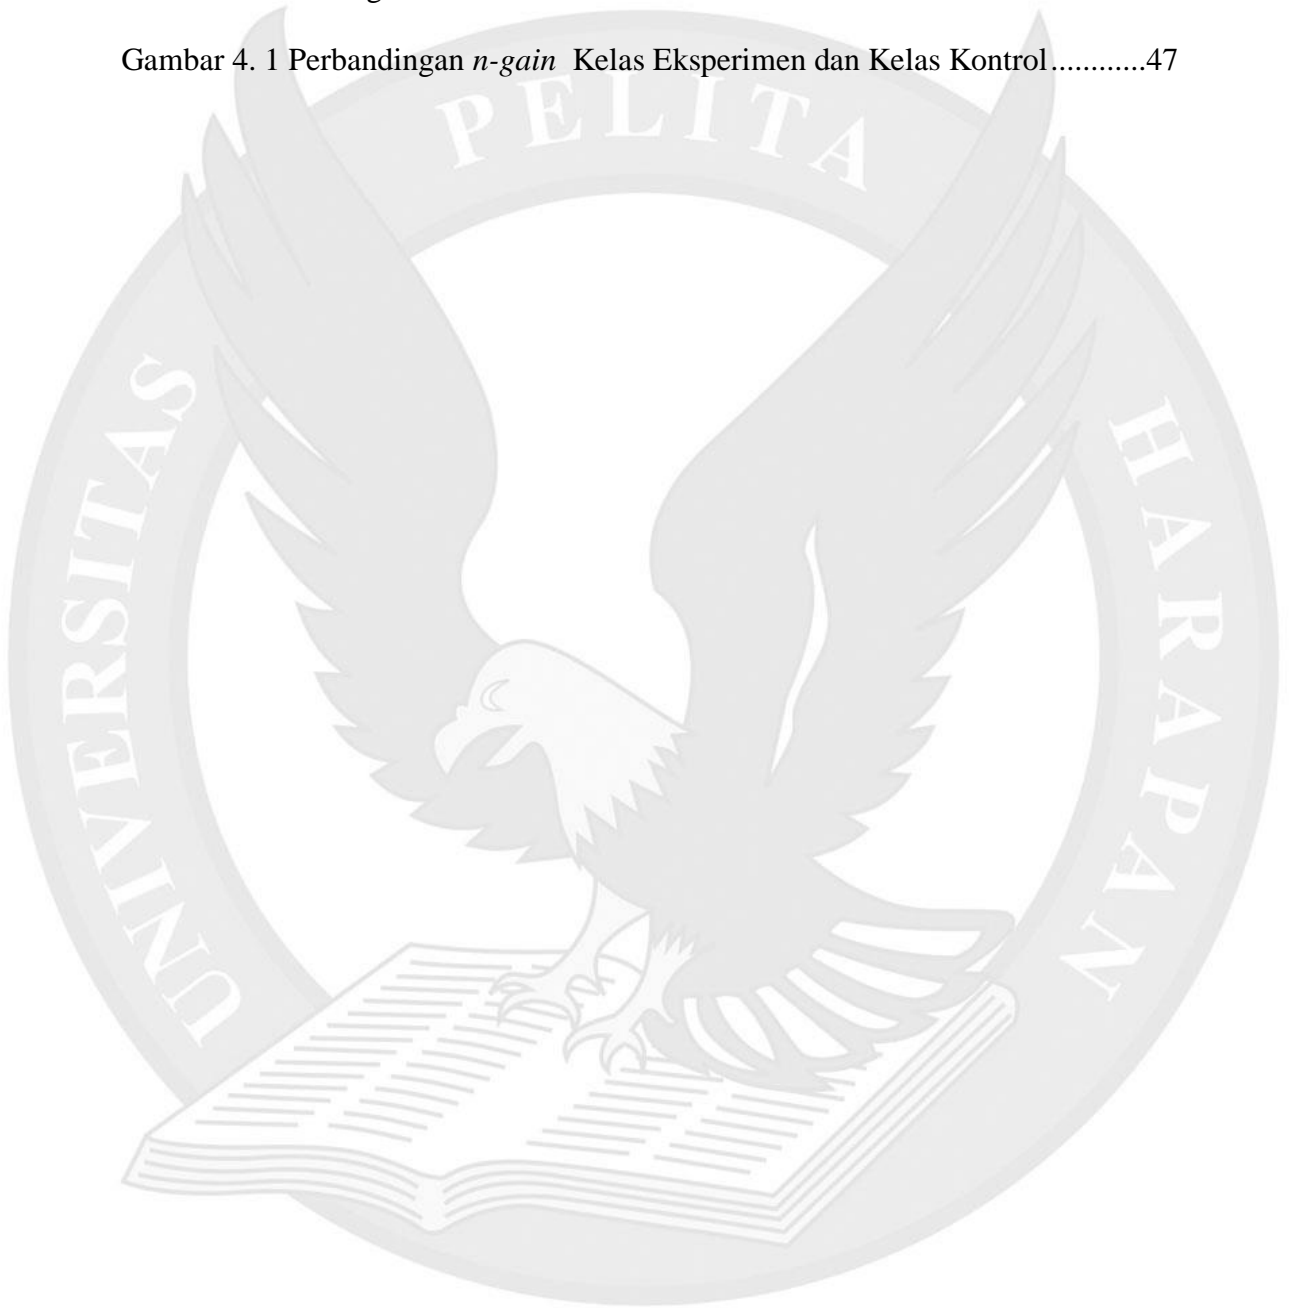 Gambar 4. 1 Perbandingan n-gain Kelas Eksperimen dan Kelas Kontrol............47
UNIVERSITAS PELITA HARAPAN